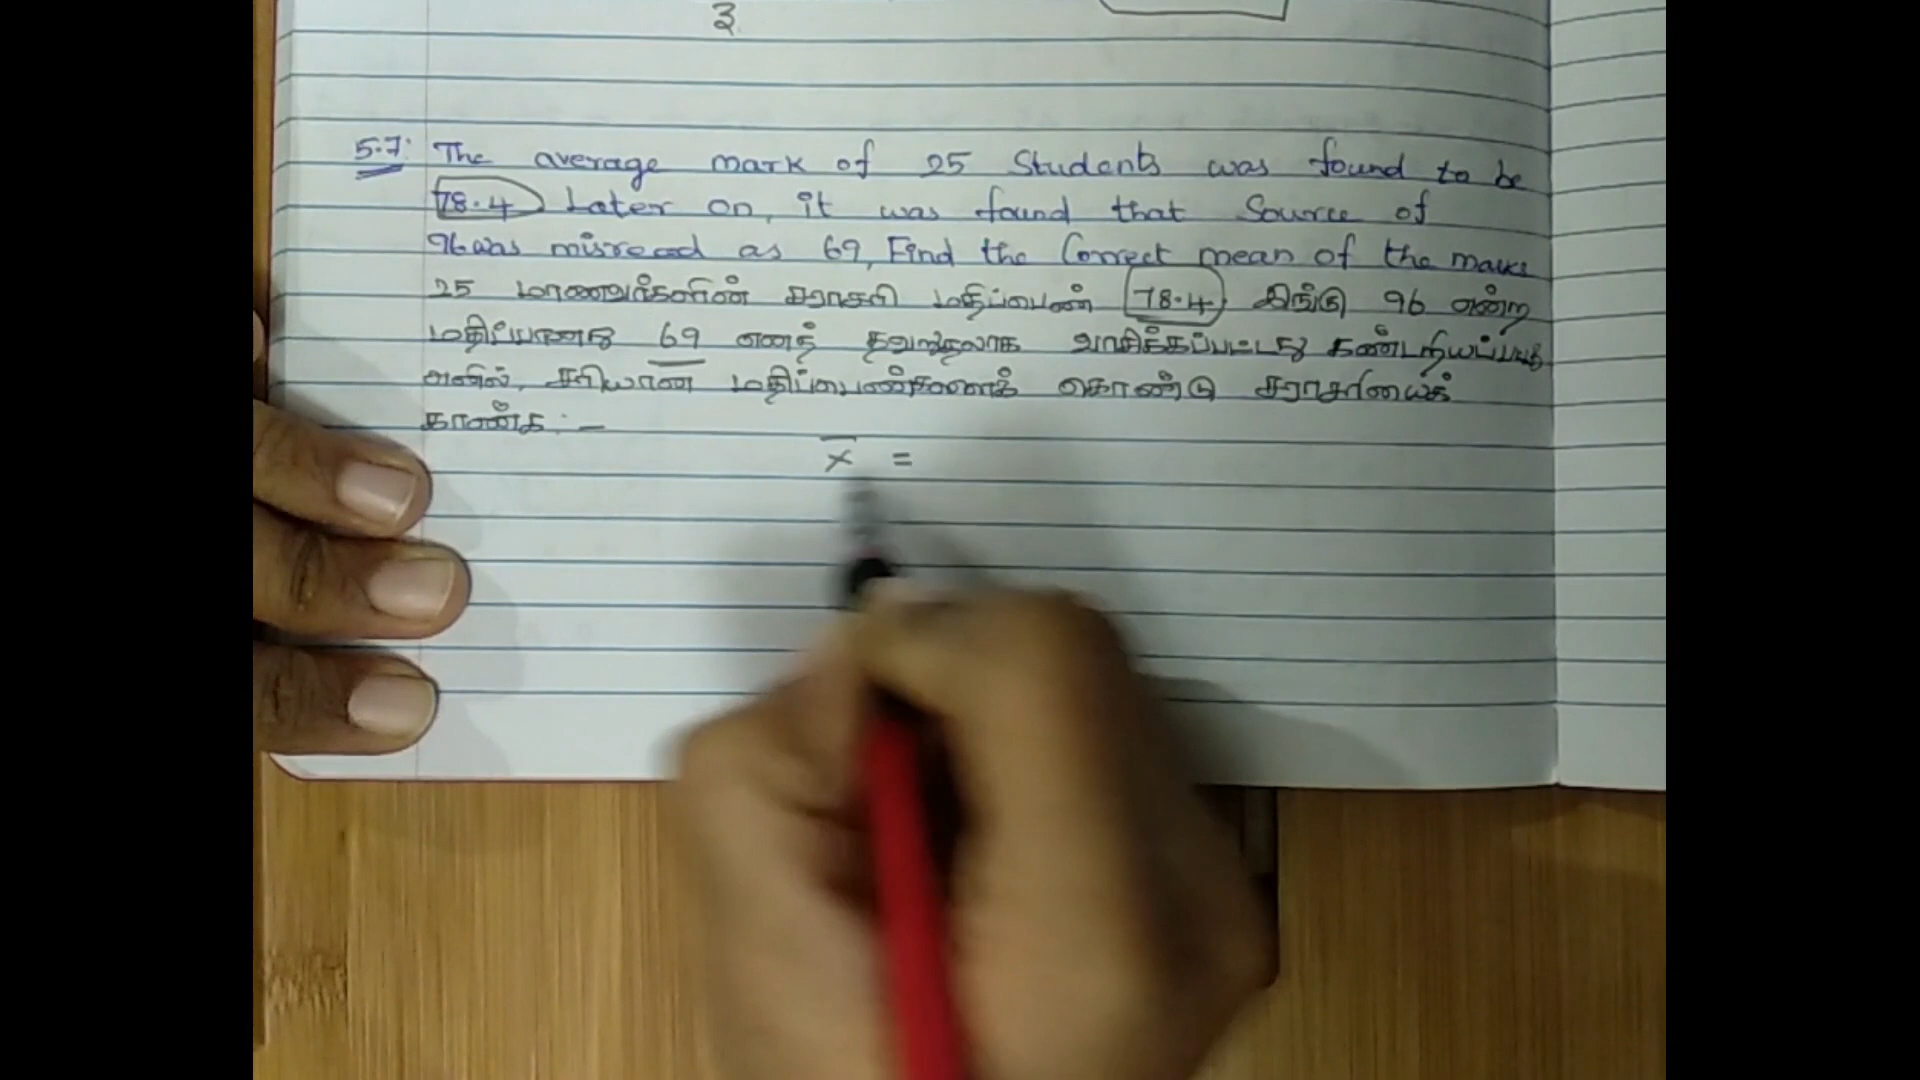 3
5.7: The average mark of 25 Students was found to be
78.4 Later on, it was found that Source of
96 was misread as 69, Find the Correct mean of the marks
25 மாணவர்களின் சராசரி மதிப்பெண் 78.4 இங்கு 96 என்ற
மதிப்பானது 69 எனத் தவறுதலாக வாசிக்கப்பட்டது கண்டறியப்பட்டது
எனில், சரியான மதிப்பெண்களைக் கொண்டு சராசரியைக்
காண்க :-
x̄ =